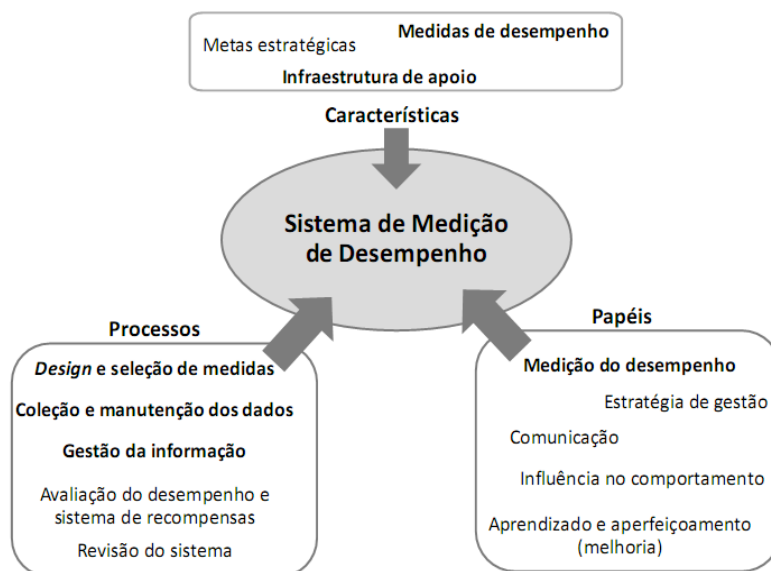 Metas estratégicas
Medidas de desempenho
Infraestrutura de apoio
Características
Sistema de Medição
de Desempenho
Processos
Design e seleção de medidas
Coleção e manutenção dos dados
Gestão da informação
Avaliação do desempenho e
sistema de recompensas
Revisão do sistema
Papéis
Medição do desempenho
Estratégia de gestão
Comunicação
Influência no comportamento
Aprendizado e aperfeiçoamento
(melhoria)